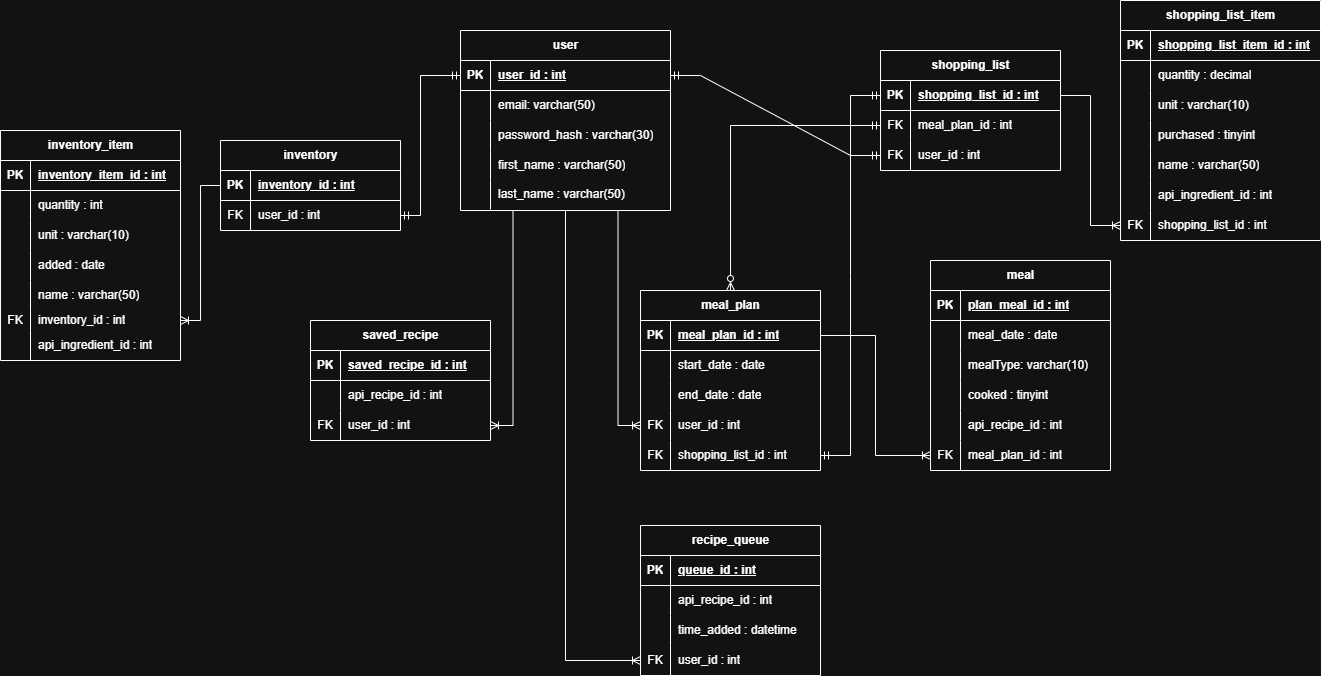 user
PK user_id : int
email: varchar(50)
password_hash : varchar(30)
first_name : varchar(50)
last_name : varchar(50)
shopping_list
PK shopping_list_id : int
FK meal_plan_id : int
FK user_id : int
shopping_list_item
PK shopping_list_item_id : int
quantity : decimal
unit : varchar(10)
purchased : tinyint
name : varchar(50)
api_ingredient_id : int
FK shopping_list_id : int
inventory_item
PK inventory_item_id : int
quantity : int
unit : varchar(10)
added : date
name : varchar(50)
FK inventory_id : int
api_ingredient_id : int
inventory
PK inventory_id : int
FK user_id : int
saved_recipe
PK saved_recipe_id : int
api_recipe_id : int
FK user_id : int
meal_plan
PK meal_plan_id : int
start_date : date
end_date : date
FK user_id : int
FK shopping_list_id : int
meal
PK plan_meal_id : int
meal_date : date
mealType: varchar(10)
cooked : tinyint
api_recipe_id : int
FK meal_plan_id : int
recipe_queue
PK queue_id : int
api_recipe_id : int
time_added : datetime
FK user_id : int